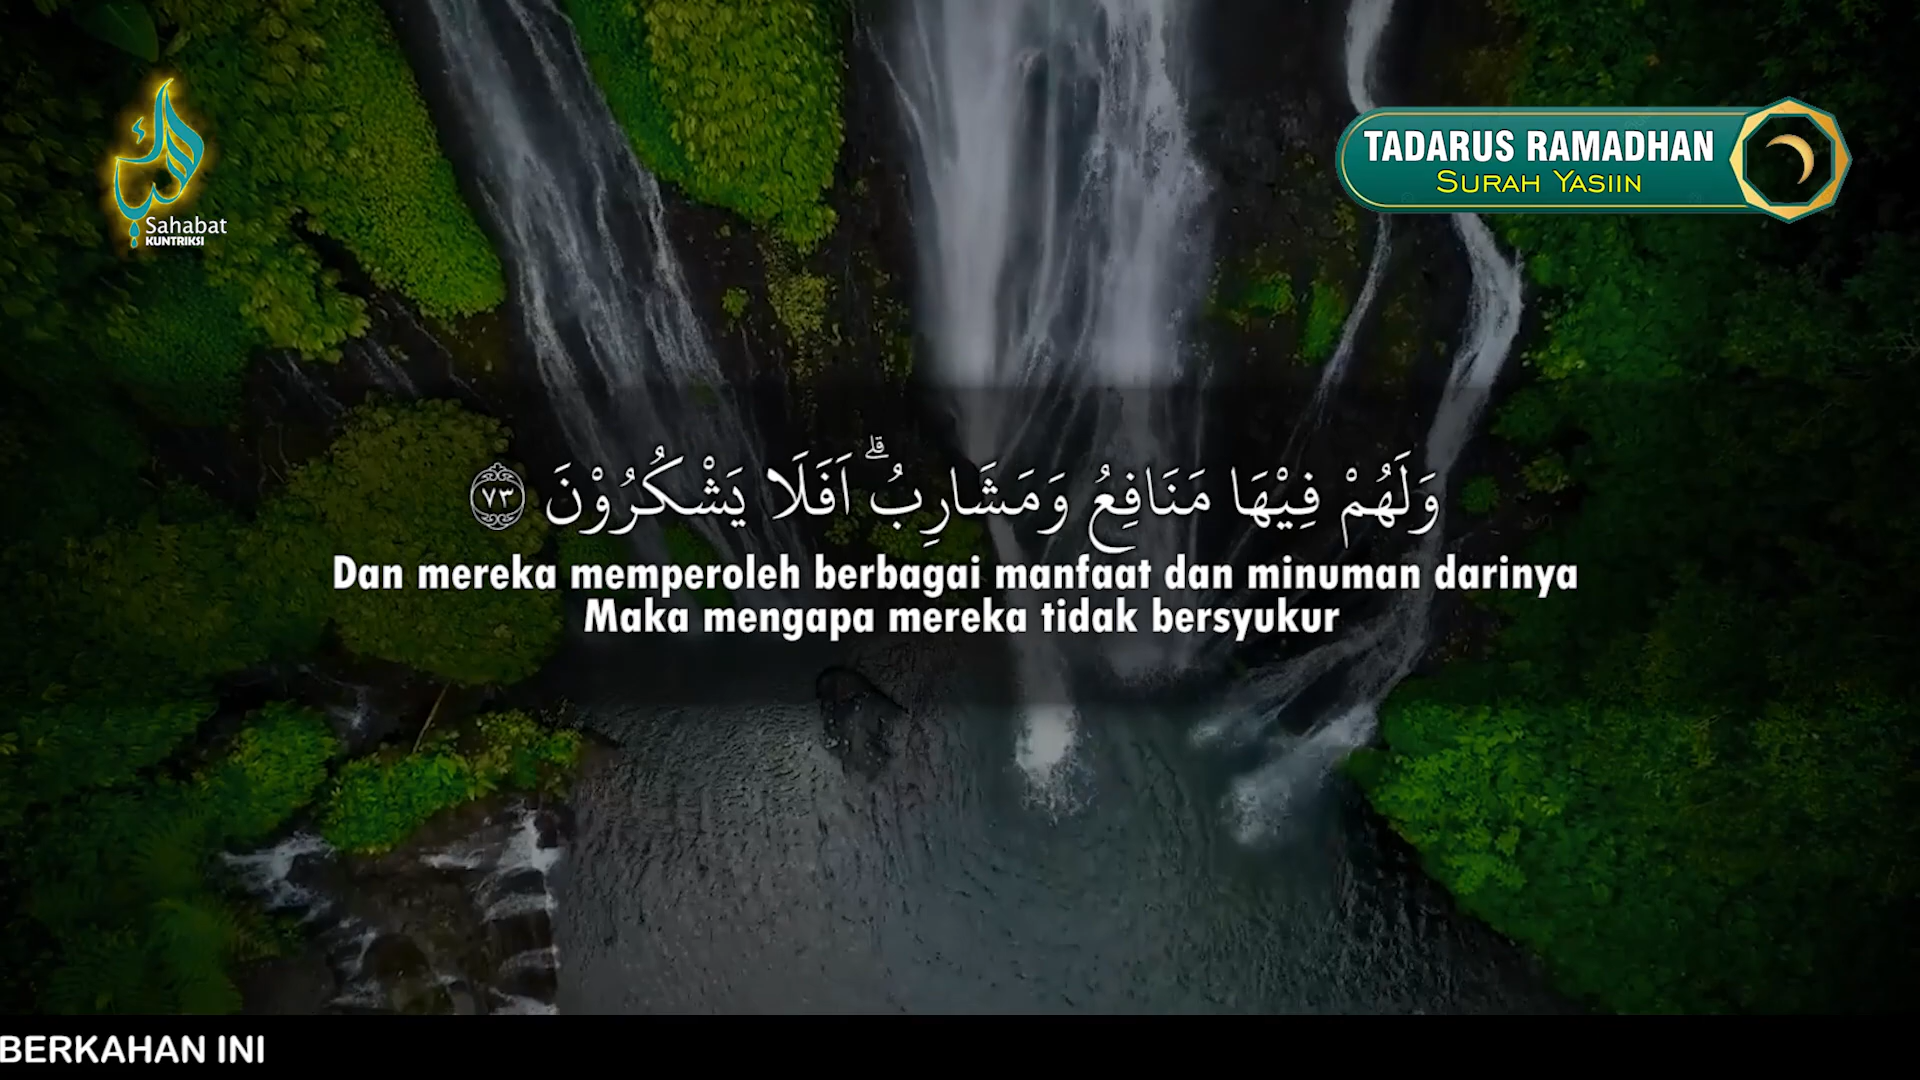 Sahabat
KUNTRIKSI
TADARUS RAMADHAN
SURAH YASIIN
وَلَهُمْ فِيْهَا مَنَافِعُ وَمَشَارِبُۗ اَفَلَا يَشْكُرُوْنَ ٧٣
Dan mereka memperoleh berbagai manfaat dan minuman darinya
Maka mengapa mereka tidak bersyukur
BERKAHAN INI